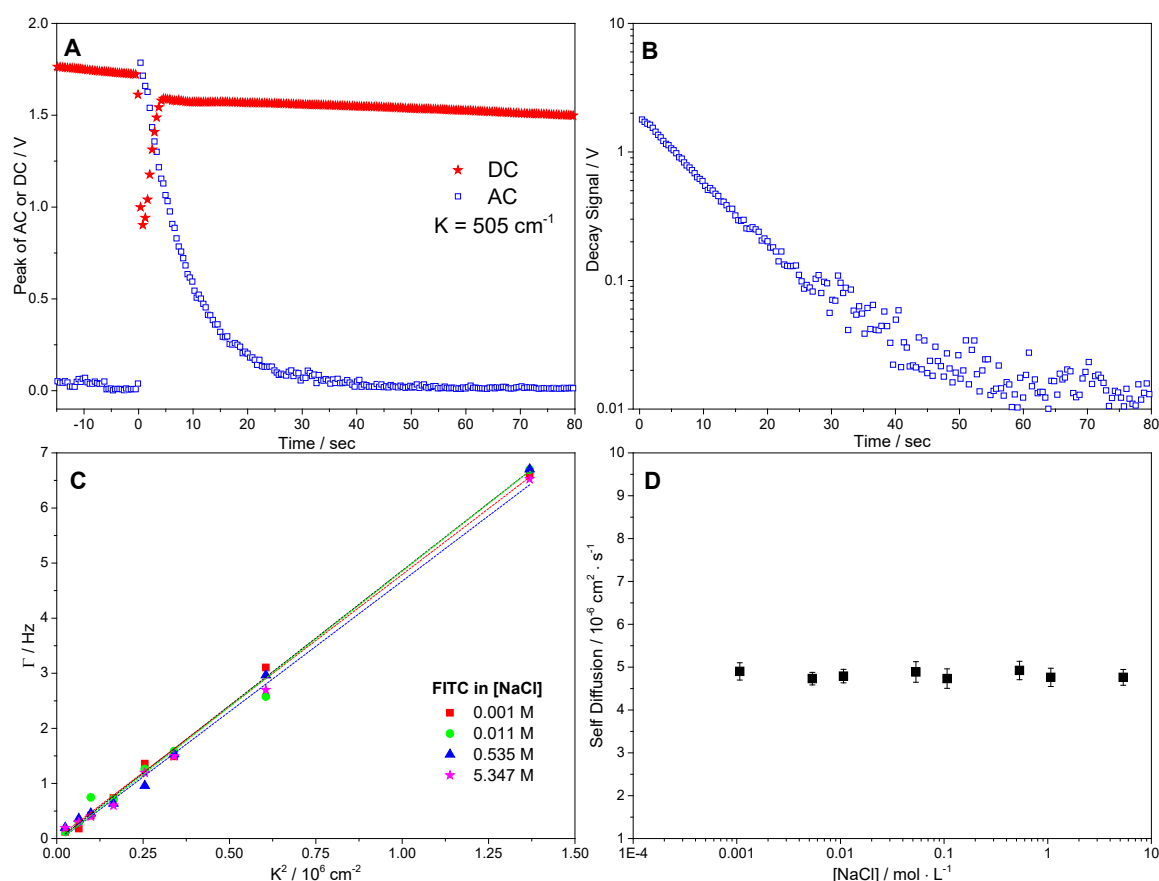 A
2.0
1.5
1.0
0.5
0.0
Peak of AC or DC / V
DC
AC
K = 505 cm⁻¹
-10 0 10 20 30 40 50 60 70 80
Time / sec
B
10
1
0.1
0.01
Decay Signal / V
0 10 20 30 40 50 60 70 80
Time / sec
C
7
6
5
4
3
2
1
0
Γ / Hz
FITC in [NaCl]
0.001 M
0.011 M
0.535 M
5.347 M
0.00 0.25 0.50 0.75 1.00 1.25 1.50
K² / 10⁶ cm⁻²
D
10
9
8
7
6
5
4
3
2
1
Self Diffusion / 10⁻⁶ cm² · s⁻¹
1E-4 0.001 0.01 0.1 1 10
[NaCl] / mol · L⁻¹